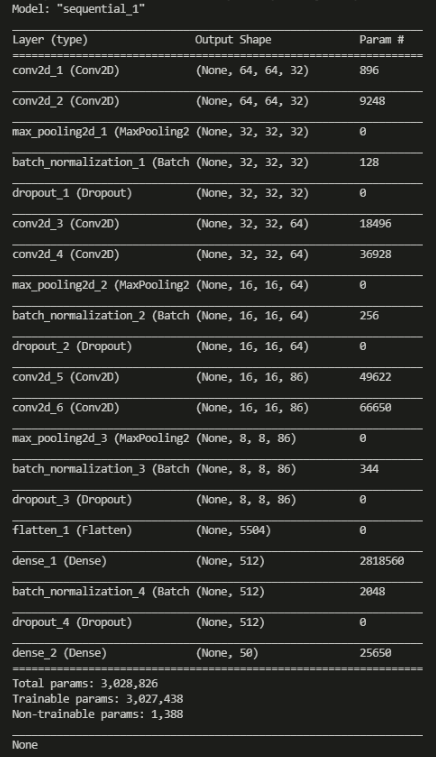 Model: "sequential_1"
Layer (type) Output Shape Param #
conv2d_1 (Conv2D) (None, 64, 64, 32) 896
conv2d_2 (Conv2D) (None, 64, 64, 32) 9248
max_pooling2d_1 (MaxPooling2 (None, 32, 32, 32) 0
batch_normalization_1 (Batch (None, 32, 32, 32) 128
dropout_1 (Dropout) (None, 32, 32, 32) 0
conv2d_3 (Conv2D) (None, 32, 32, 64) 18496
conv2d_4 (Conv2D) (None, 32, 32, 64) 36928
max_pooling2d_2 (MaxPooling2 (None, 16, 16, 64) 0
batch_normalization_2 (Batch (None, 16, 16, 64) 256
dropout_2 (Dropout) (None, 16, 16, 64) 0
conv2d_5 (Conv2D) (None, 16, 16, 86) 49622
conv2d_6 (Conv2D) (None, 16, 16, 86) 66650
max_pooling2d_3 (MaxPooling2 (None, 8, 8, 86) 0
batch_normalization_3 (Batch (None, 8, 8, 86) 344
dropout_3 (Dropout) (None, 8, 8, 86) 0
flatten_1 (Flatten) (None, 5504) 0
dense_1 (Dense) (None, 512) 2818560
batch_normalization_4 (Batch (None, 512) 2048
dropout_4 (Dropout) (None, 512) 0
dense_2 (Dense) (None, 50) 25650
Total params: 3,028,826
Trainable params: 3,027,438
Non-trainable params: 1,388
None